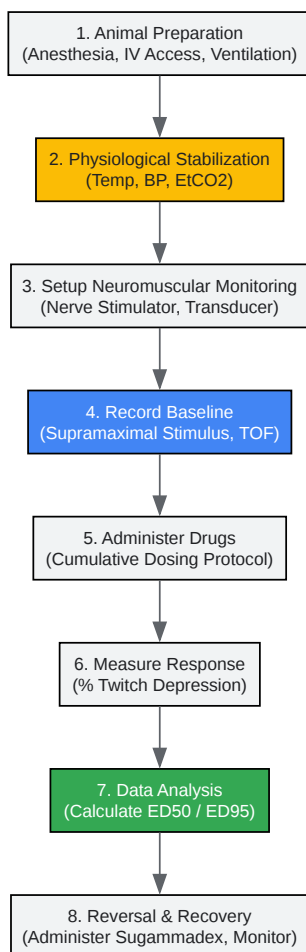 1. Animal Preparation
(Anesthesia, IV Access, Ventilation)
2. Physiological Stabilization
(Temp, BP, EtCO2)
3. Setup Neuromuscular Monitoring
(Nerve Stimulator, Transducer)
4. Record Baseline
(Supramaximal Stimulus, TOF)
5. Administer Drugs
(Cumulative Dosing Protocol)
6. Measure Response
(% Twitch Depression)
7. Data Analysis
(Calculate ED50 / ED95)
8. Reversal & Recovery
(Administer Sugammadex, Monitor)